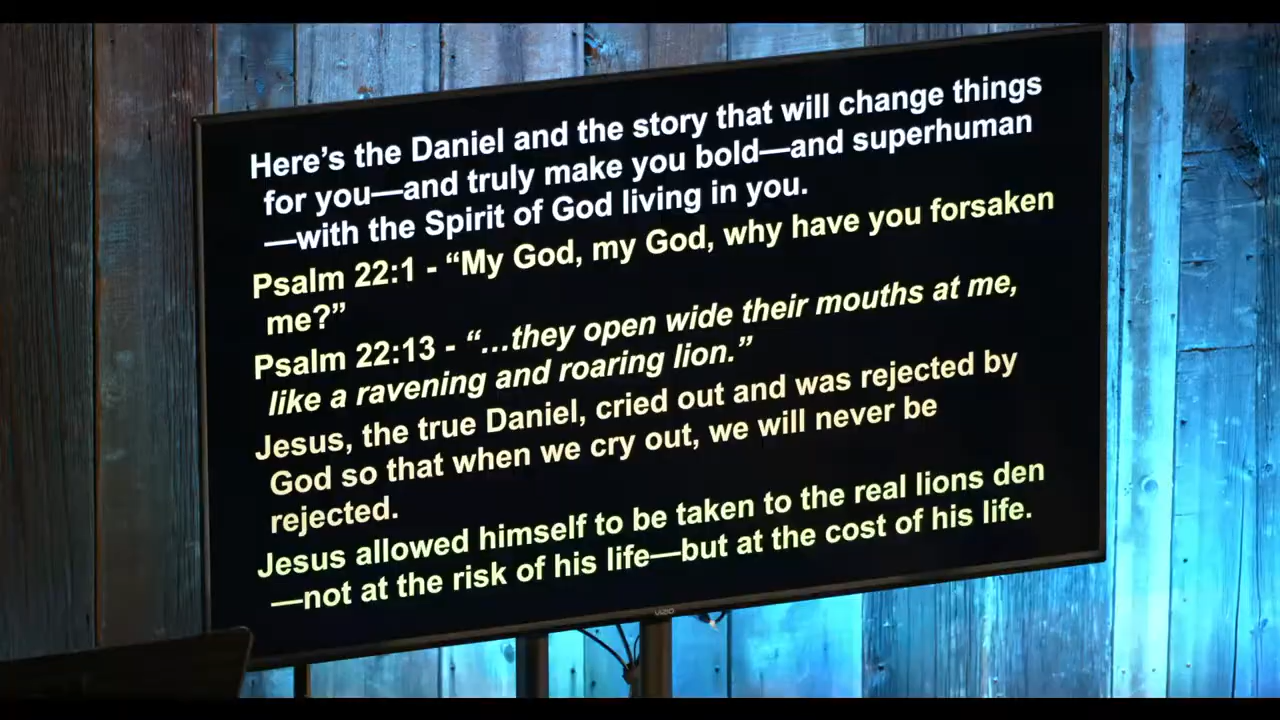 Here's the Daniel and the story that will change things
for you—and truly make you bold—and superhuman
—with the Spirit of God living in you.
Psalm 22:1 - “My God, my God, why have you forsaken
me?”
Psalm 22:13 - “…they open wide their mouths at me,
like a ravening and roaring lion.”
Jesus, the true Daniel, cried out and was rejected by
God so that when we cry out, we will never be
rejected.
Jesus allowed himself to be taken to the real lions den
—not at the risk of his life—but at the cost of his life.
VIZIO